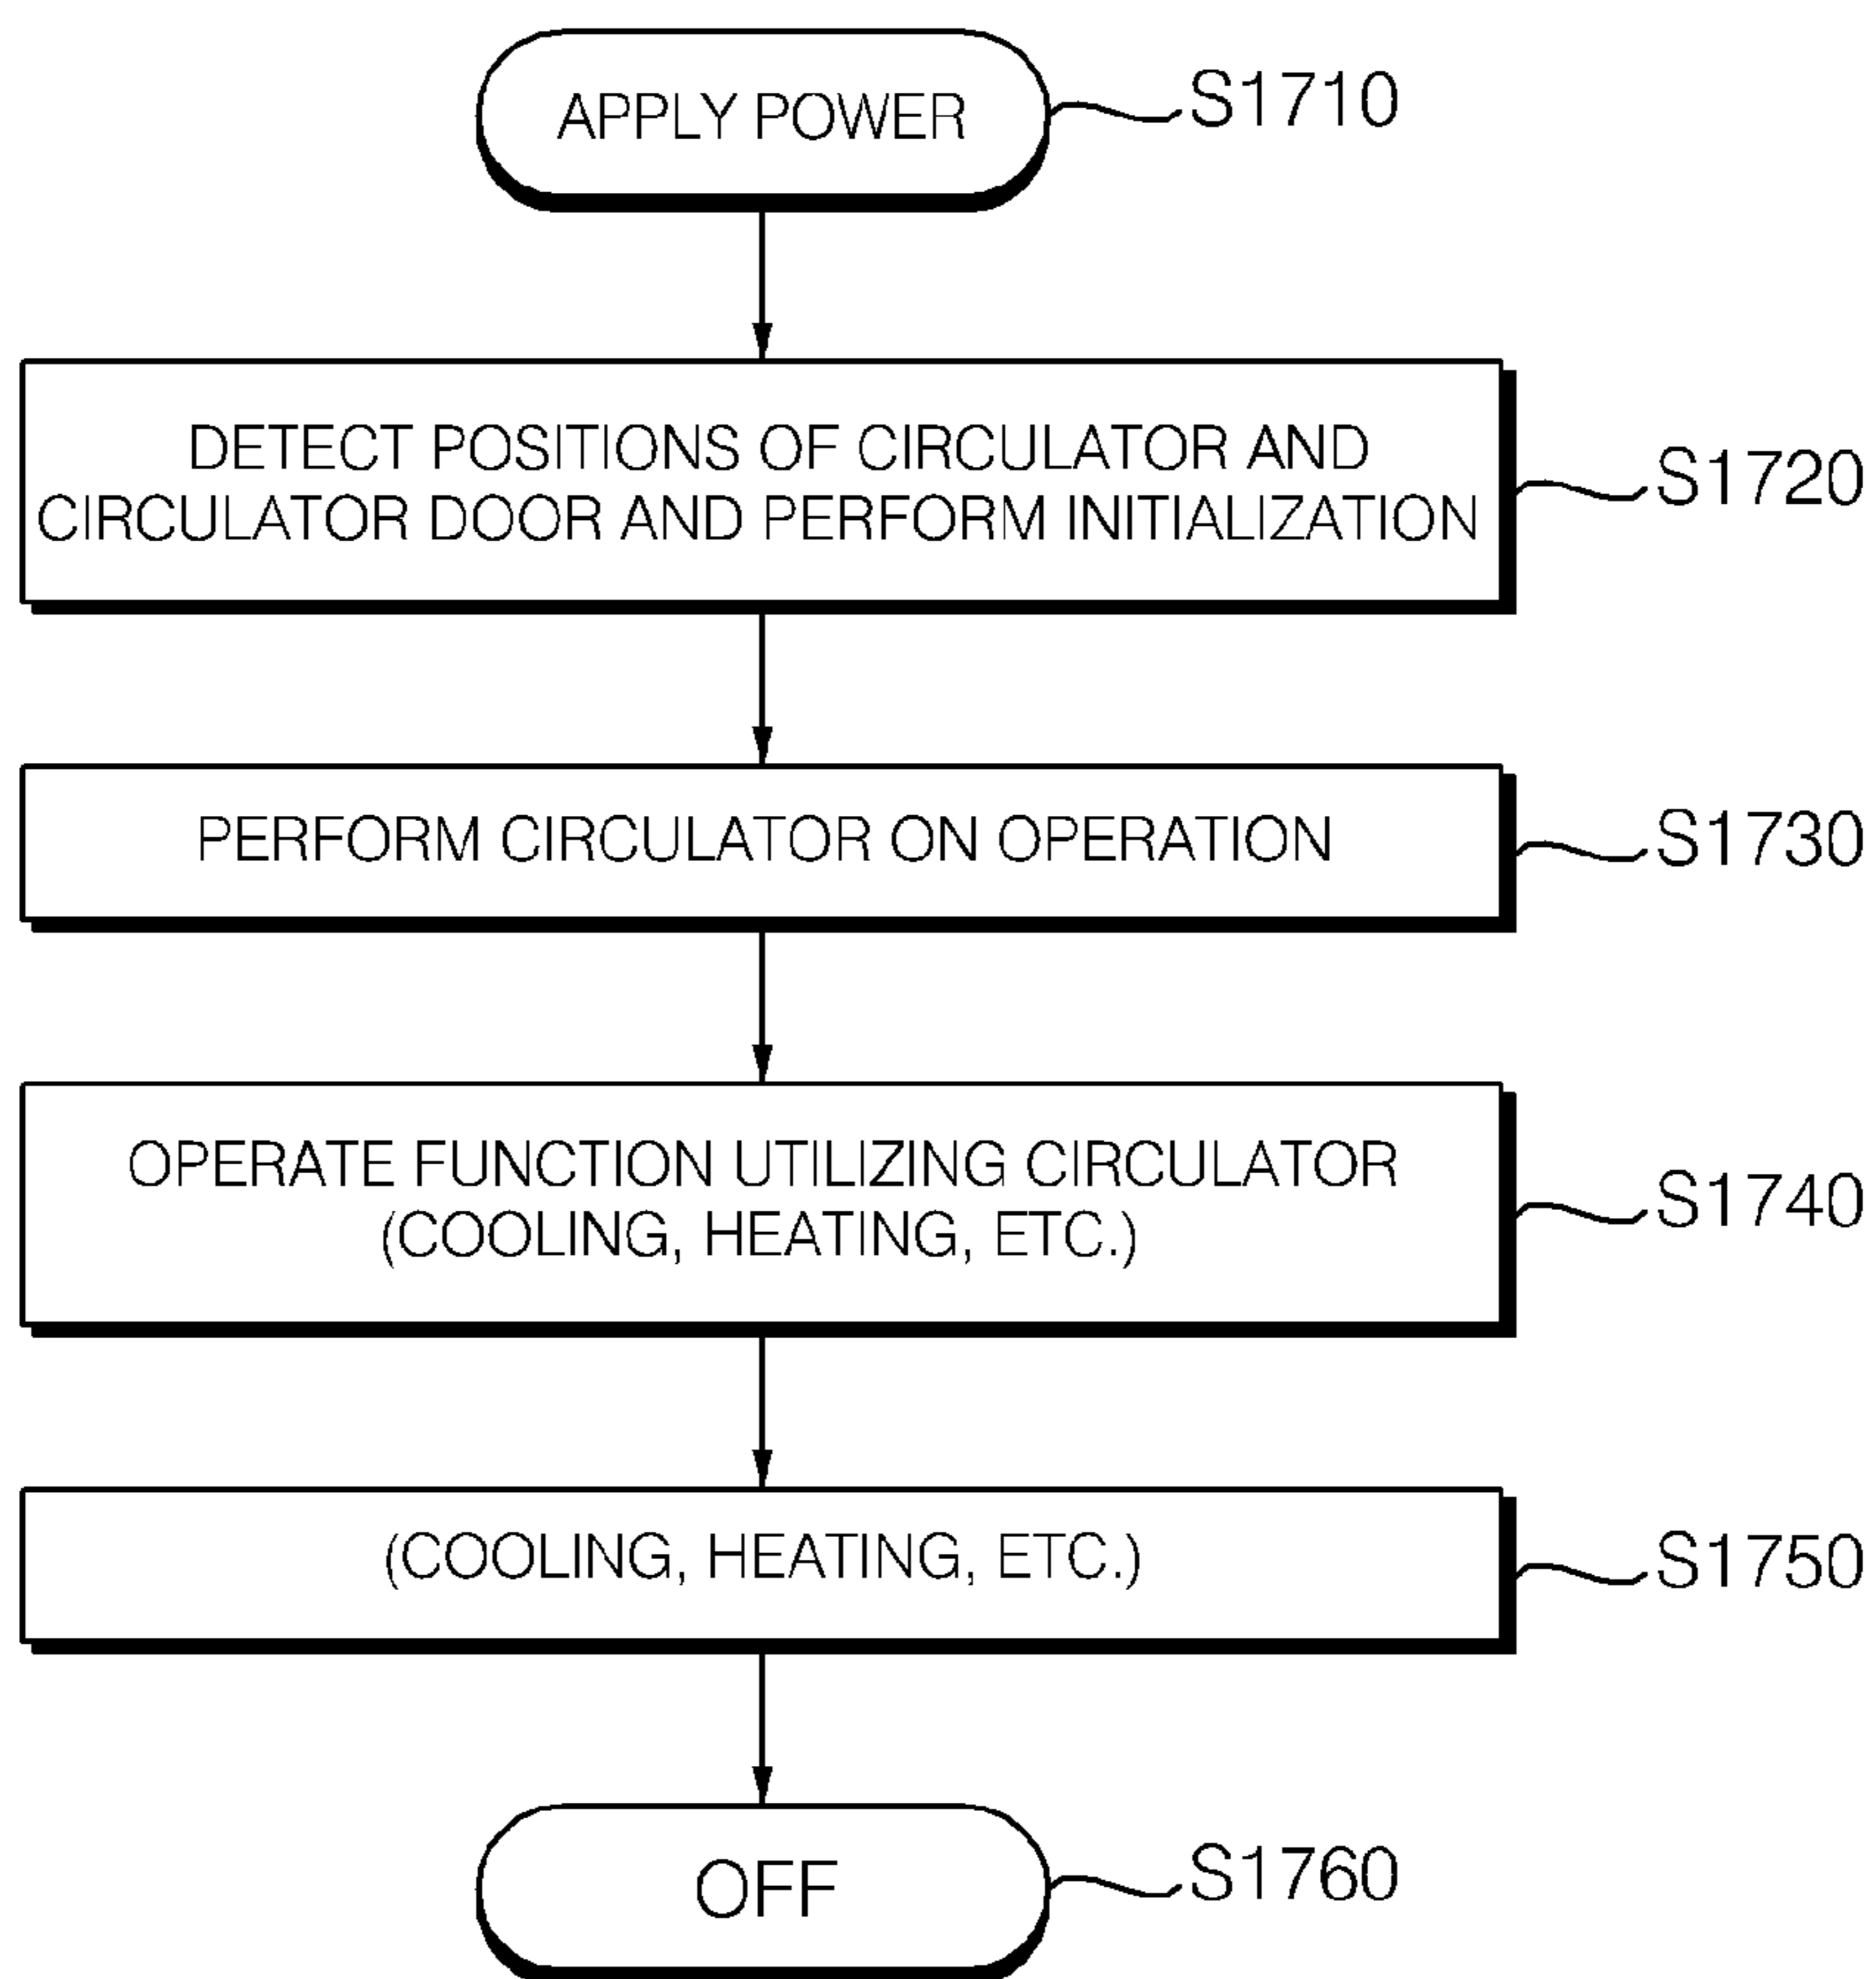 APPLY POWER
S1710
DETECT POSITIONS OF CIRCULATOR AND
CIRCULATOR DOOR AND PERFORM INITIALIZATION
S1720
PERFORM CIRCULATOR ON OPERATION
S1730
OPERATE FUNCTION UTILIZING CIRCULATOR
(COOLING, HEATING, ETC.)
S1740
(COOLING, HEATING, ETC.)
S1750
OFF
S1760